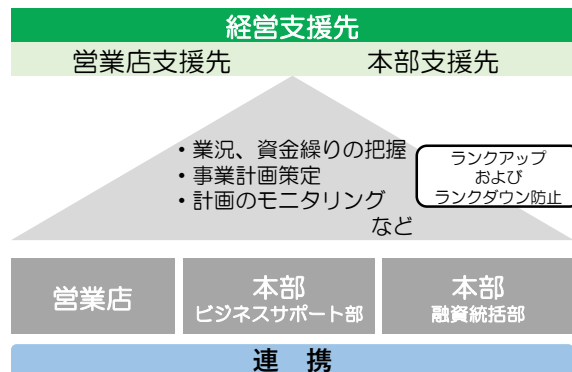 経営支援先
営業店支援先 本部支援先
・業況、資金繰りの把握
・事業計画策定
・計画のモニタリング
など
ランクアップ
および
ランクダウン防止
営業店
本部
ビジネスサポート部
本部
融資統括部
連 携